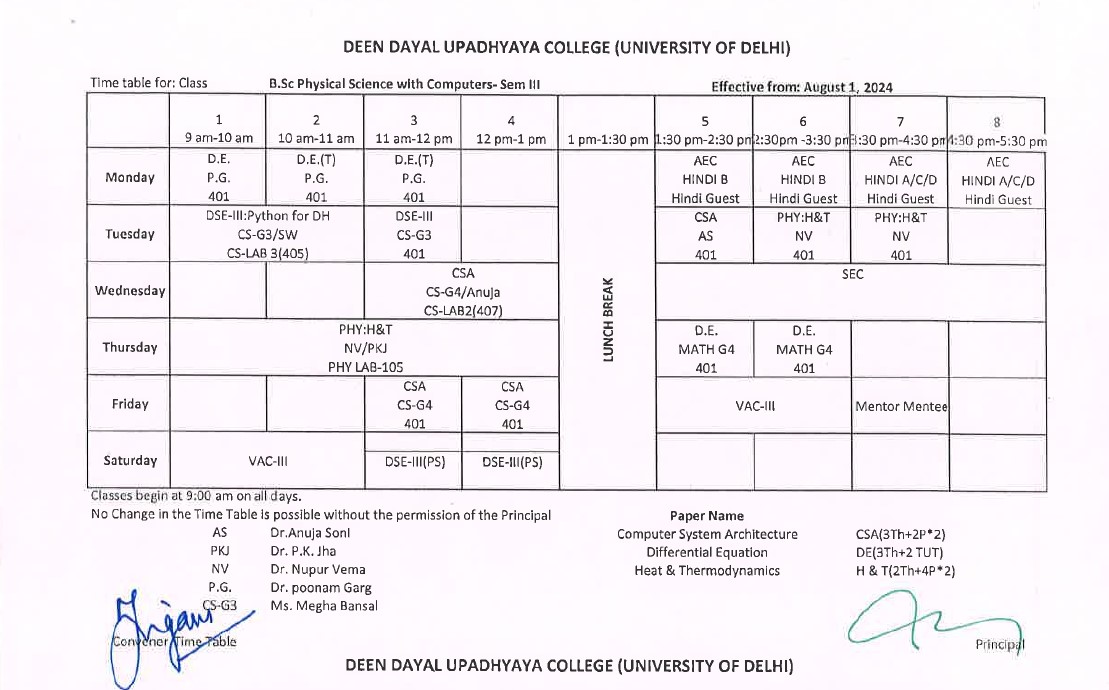 DEEN DAYAL UPADHYAYA COLLEGE (UNIVERSITY OF DELHI)
Time table for: Class B.Sc Physical Science with Computers- Sem III Effective from: August 1, 2024
1 2 3 4 5 6 7 8
9 am-10 am 10 am-11 am 11 am-12 pm 12 pm-1 pm 1 pm-1:30 pm 1:30 pm-2:30 pm 2:30pm -3:30 pm 3:30 pm-4:30 pm 4:30 pm-5:30 pm
D.E. D.E.(T) D.E.(T) AEC AEC AEC AEC
Monday P.G. P.G. P.G. HINDI B HINDI B HINDI A/C/D HINDI A/C/D
401 401 401 Hindi Guest Hindi Guest Hindi Guest Hindi Guest
DSE-III:Python for DH DSE-III CSA PHY:H&T PHY:H&T
Tuesday CS-G3/SW CS-G3 AS NV NV
CS-LAB 3(405) 401 401 401 401
CSA SEC
Wednesday CS-G4/Anuja
CS-LAB2(407)
LUNCH BREAK
PHY:H&T D.E. D.E.
Thursday NV/PKJ MATH G4 MATH G4
PHY LAB-105 401 401
CSA CSA
Friday CS-G4 CS-G4 VAC-III Mentor Mentee
401 401
Saturday VAC-III DSE-III(PS) DSE-III(PS)
Classes begin at 9:00 am on all days.
No Change in the Time Table is possible without the permission of the Principal Paper Name
AS Dr.Anuja Soni Computer System Architecture CSA(3Th+2P*2)
PKJ Dr. P.K. Jha Differential Equation DE(3Th+2 TUT)
NV Dr. Nupur Vema Heat & Thermodynamics H & T(2Th+4P*2)
P.G. Dr. poonam Garg
CS-G3 Ms. Megha Bansal
Convener Time Table Principal
DEEN DAYAL UPADHYAYA COLLEGE (UNIVERSITY OF DELHI)